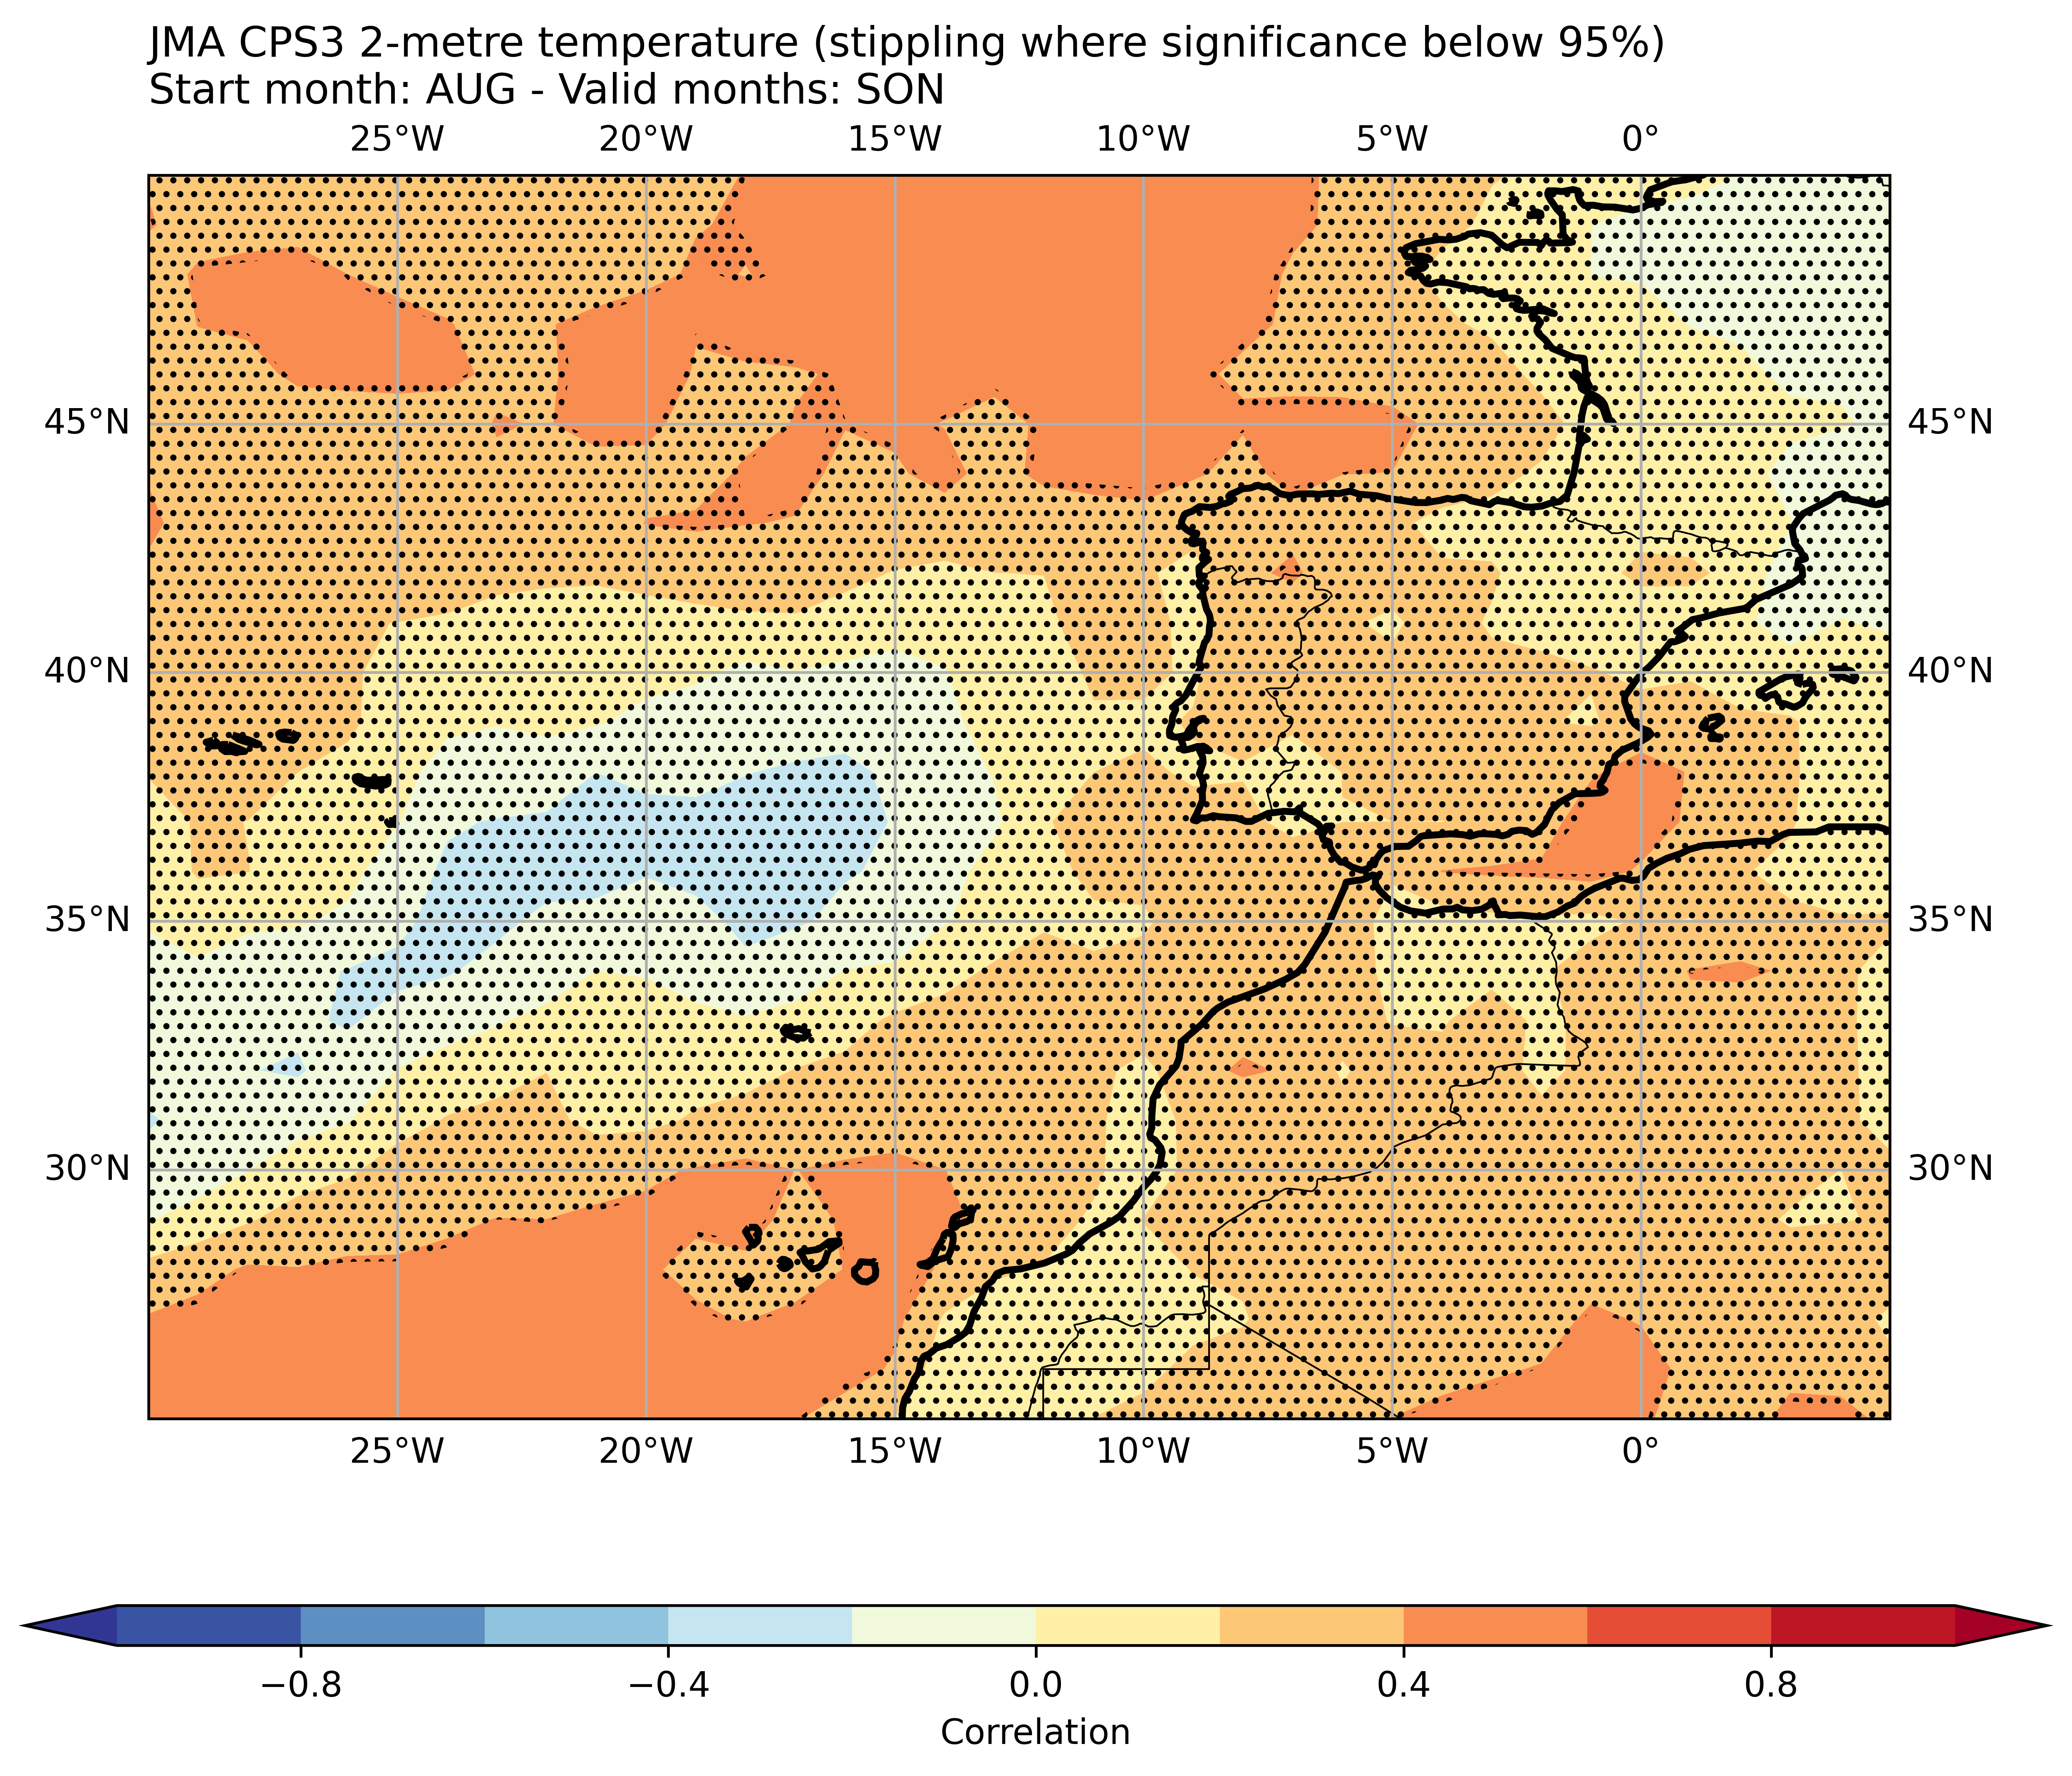 JMA CPS3 2-metre temperature (stippling where significance below 95%)
Start month: AUG - Valid months: SON
25°W 20°W 15°W 10°W 5°W 0°
45°N 45°N
40°N 40°N
35°N 35°N
30°N 30°N
25°W 20°W 15°W 10°W 5°W 0°
−0.8 −0.4 0.0 0.4 0.8
Correlation